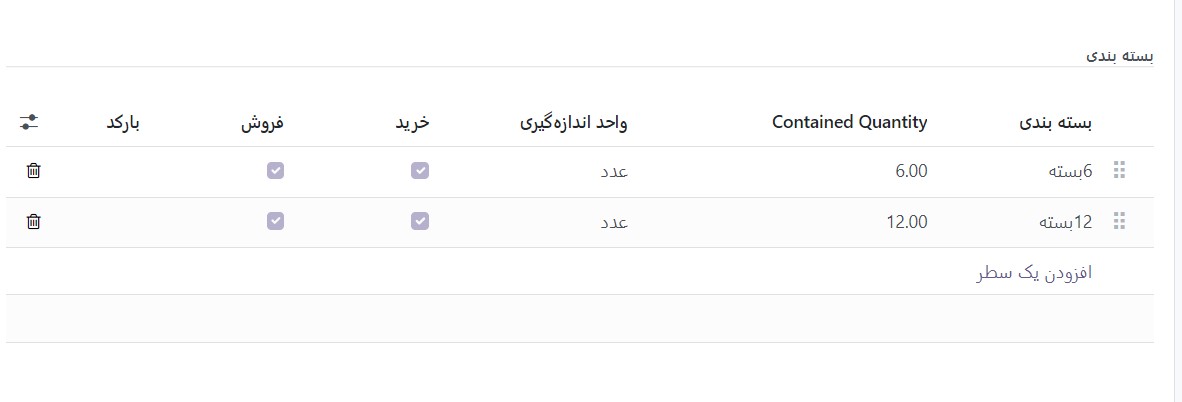 بسته بندی
بسته بندی Contained Quantity واحد اندازه‌گیری خرید فروش بارکد
6بسته 6.00 عدد
12بسته 12.00 عدد
افزودن یک سطر